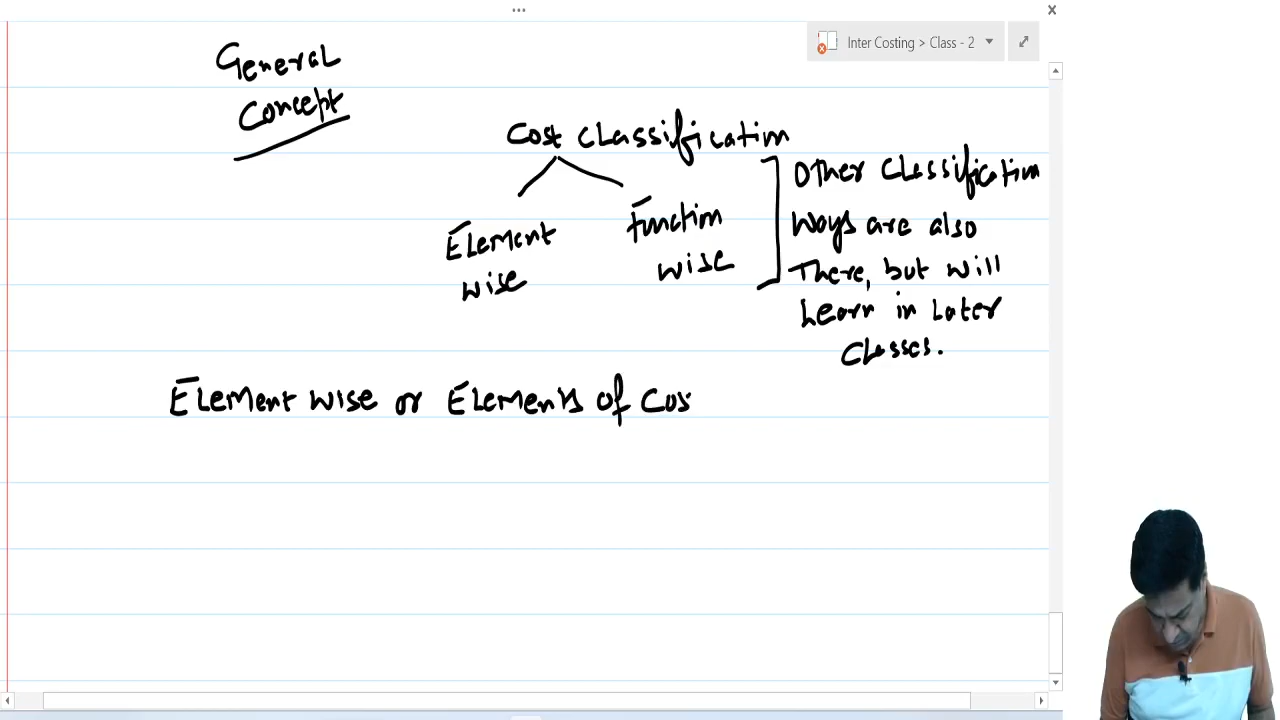 Inter Costing > Class - 2
General
Concept
Cost Classification
Element
wise
Function
wise
Other Classification
Ways are also
There, but will
Learn in Later
Classes.
Element wise or Elements of Cos